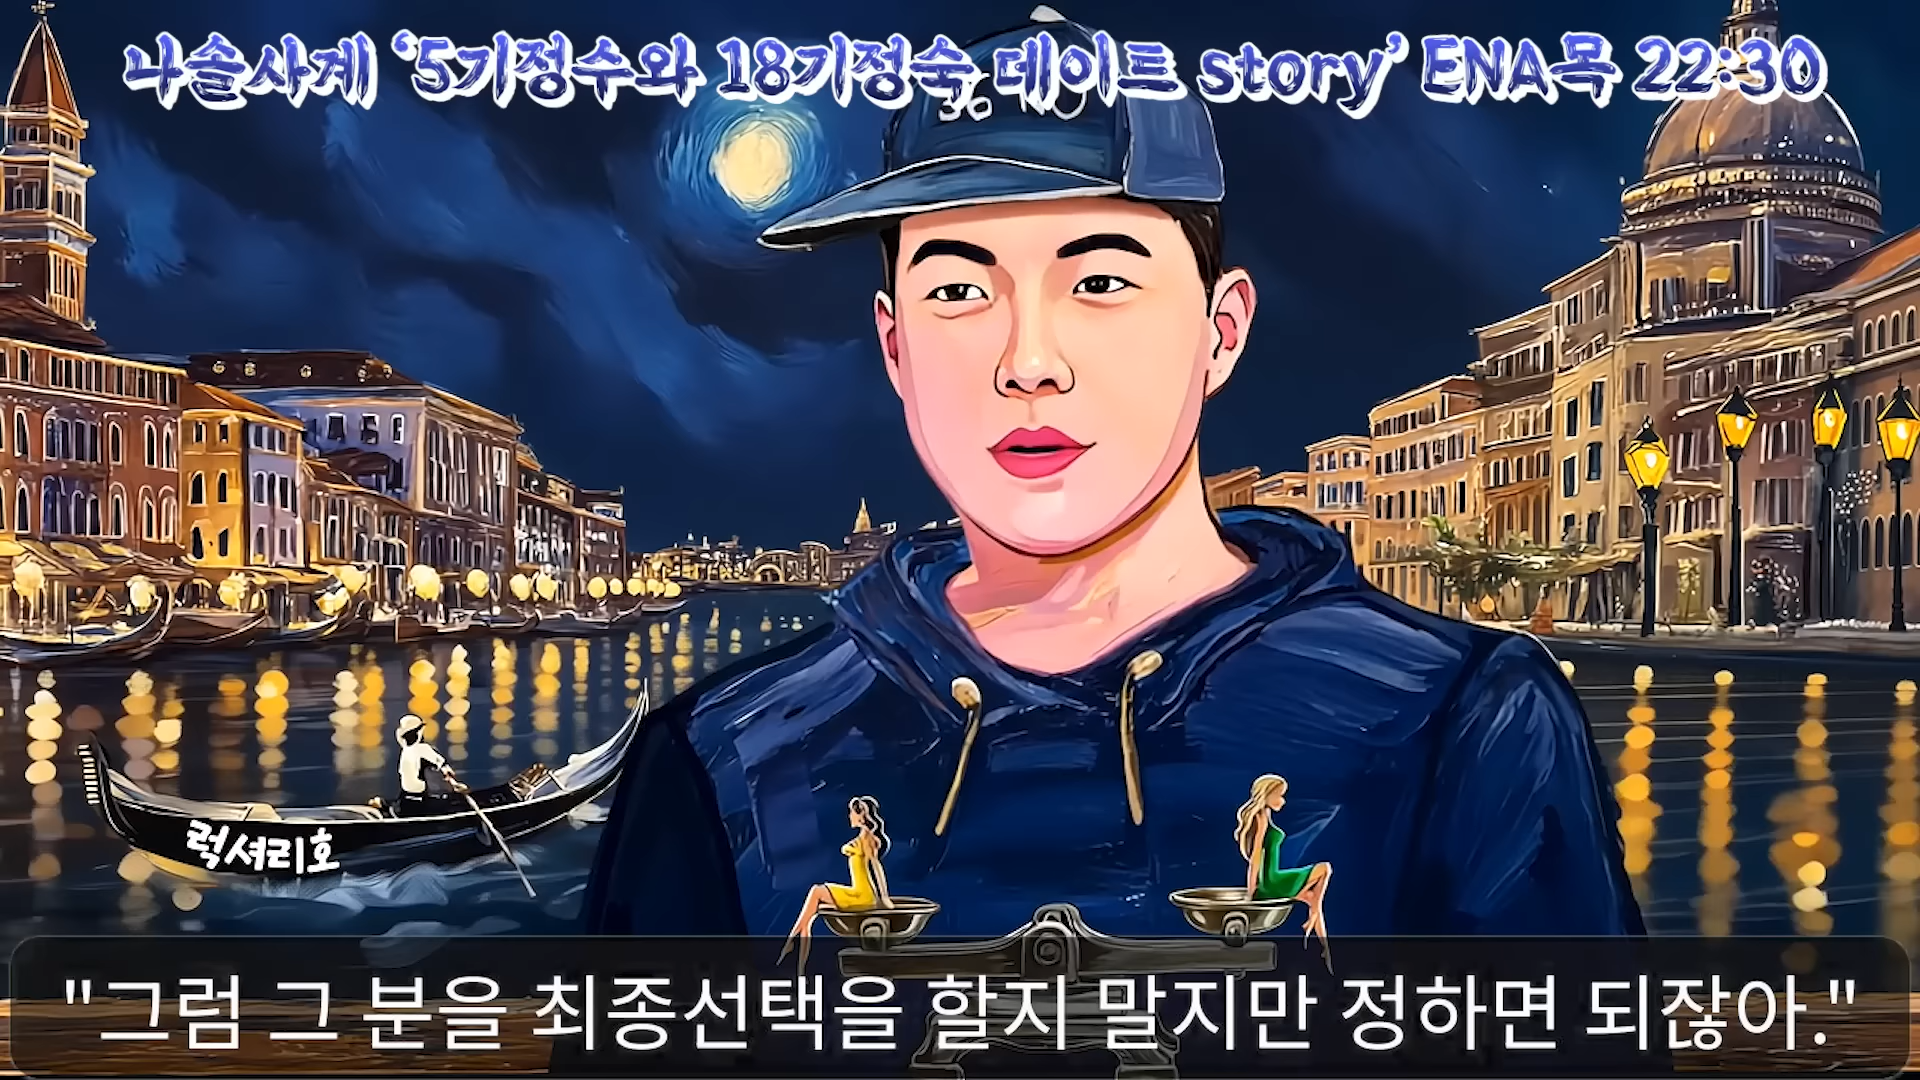 나솔사계 ‘5기정수와 18기정숙 데이트 story’ ENA목 22:30
럭셔리호
"그럼 그 분을 최종선택을 할지 말지만 정하면 되잖아."